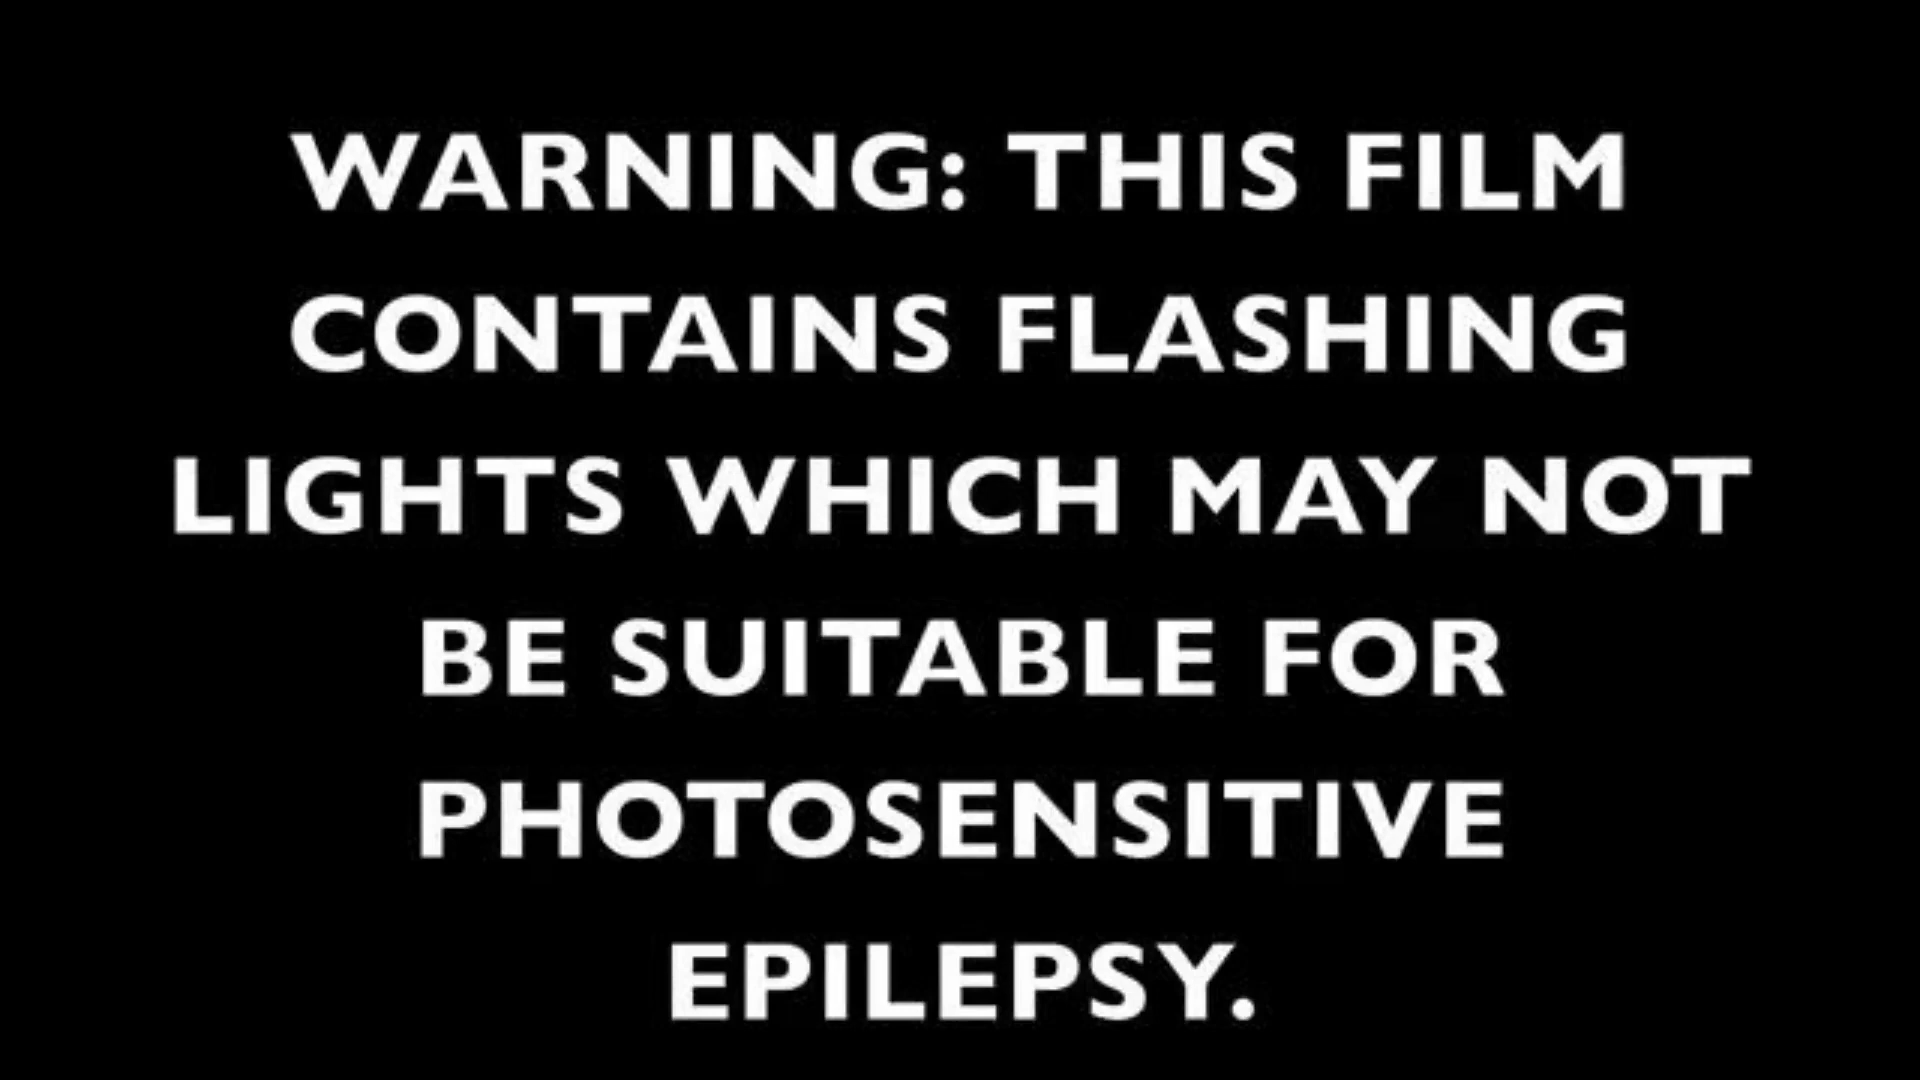 WARNING: THIS FILM
CONTAINS FLASHING
LIGHTS WHICH MAY NOT
BE SUITABLE FOR
PHOTOSENSITIVE
EPILEPSY.